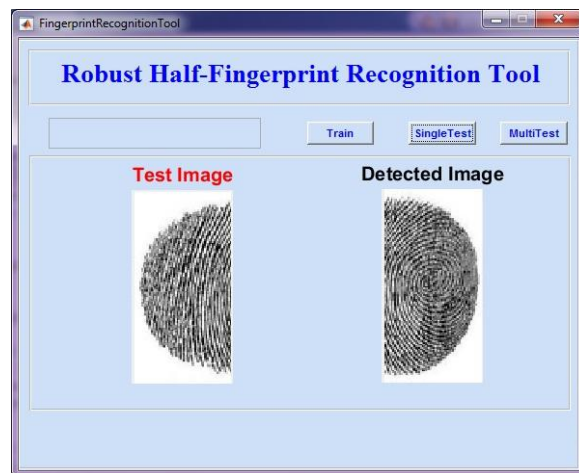 FingerprintRecognitionTool
Robust Half-Fingerprint Recognition Tool
Train SingleTest MultiTest
Test Image Detected Image